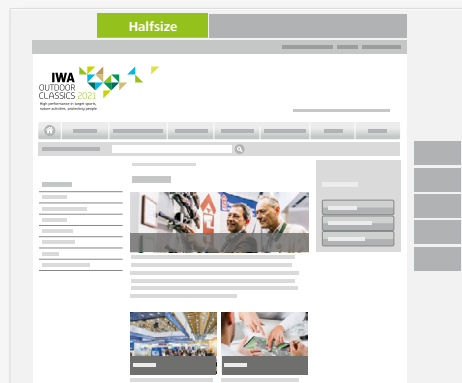 Halfsize
IWA
OUTDOOR
CLASSICS 2021
High performance in target sports,
nature activities, protecting people